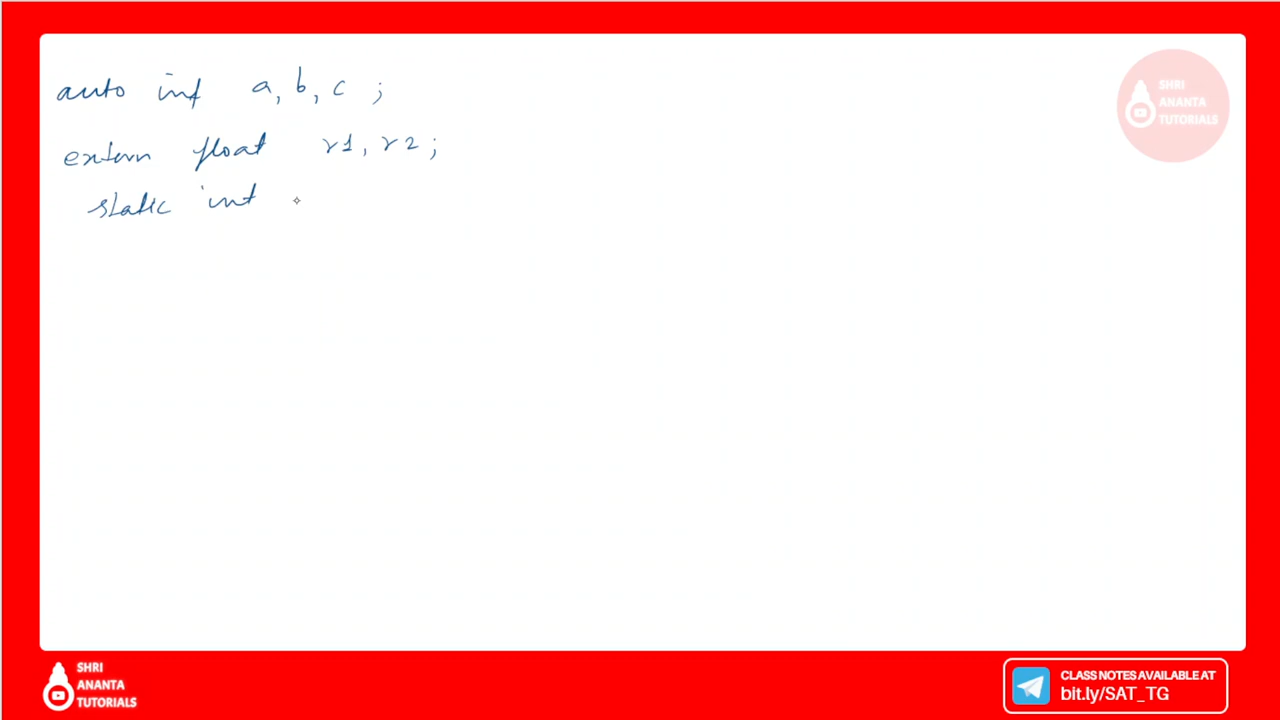 auto int a, b, c ;
SHRI
ANANTA
TUTORIALS
extern float r1, r2 ;
static int
SHRI
ANANTA
TUTORIALS
CLASS NOTES AVAILABLE AT
bit.ly/SAT_TG